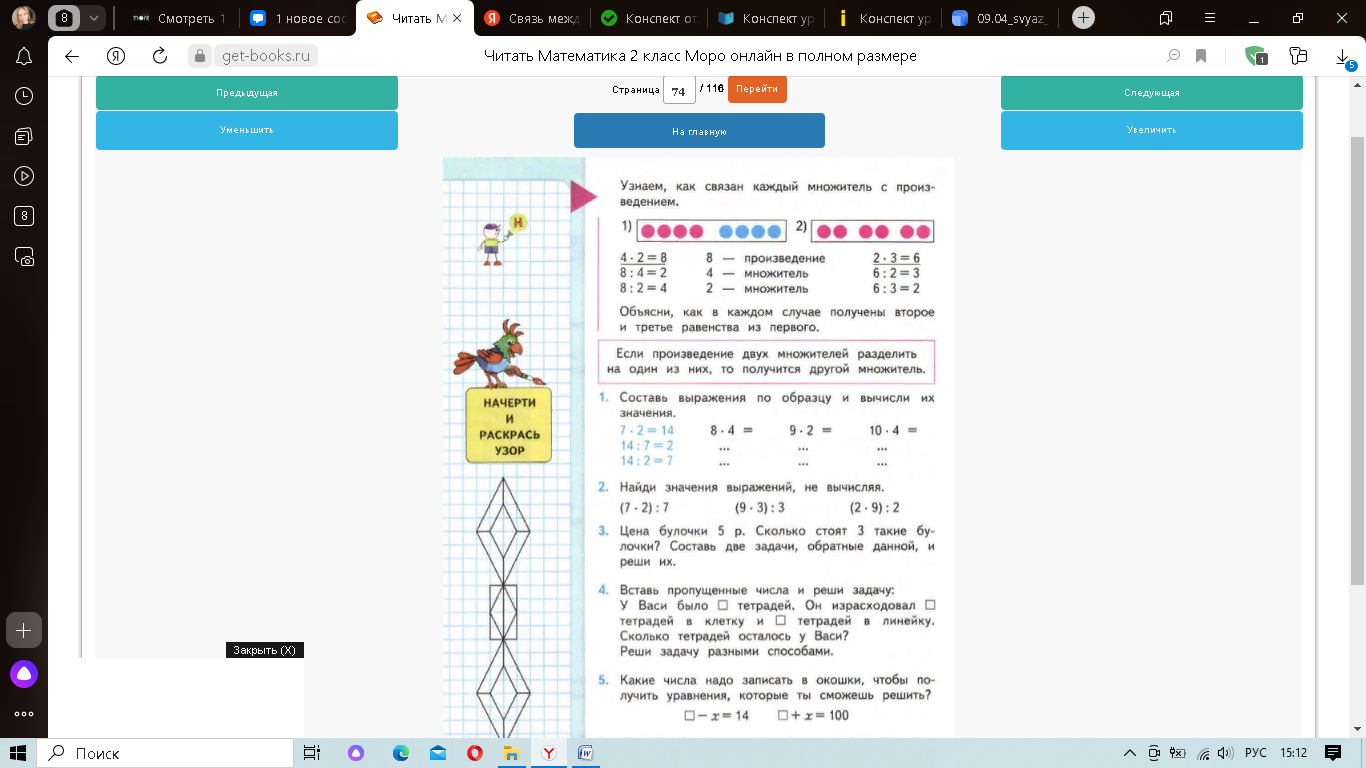 8
Смотреть 1
1 новое соо
Читать М
Связь межд
Конспект от
Конспект ур
Конспект ур
09.04_svyaz_
get-books.ru
Читать Математика 2 класс Моро онлайн в полном размере
1
5
Предыдущая
Страница 74 / 116 Перейти
Следующая
Уменьшить
На главную
Увеличить
8
Закрыть (X)
Н
НАЧЕРТИ
И
РАСКРАСЬ
УЗОР
Узнаем, как связан каждый множитель с произ-
ведением.
1) 2)
4 · 2 = 8 8 — произведение 2 · 3 = 6
8 : 4 = 2 4 — множитель 6 : 2 = 3
8 : 2 = 4 2 — множитель 6 : 3 = 2
Объясни, как в каждом случае получены второе
и третье равенства из первого.
Если произведение двух множителей разделить
на один из них, то получится другой множитель.
1. Составь выражения по образцу и вычисли их
значения.
7 · 2 = 14 8 · 4 = 9 · 2 = 10 · 4 =
14 : 7 = 2 ... ... ...
14 : 2 = 7 ... ... ...
2. Найди значения выражений, не вычисляя.
(7 · 2) : 7 (9 · 3) : 3 (2 · 9) : 2
3. Цена булочки 5 р. Сколько стоят 3 такие бу-
лочки? Составь две задачи, обратные данной, и
реши их.
4. Вставь пропущенные числа и реши задачу:
У Васи было □ тетрадей. Он израсходовал □
тетрадей в клетку и □ тетрадей в линейку.
Сколько тетрадей осталось у Васи?
Реши задачу разными способами.
5. Какие числа надо записать в окошки, чтобы по-
лучить уравнения, которые ты сможешь решить?
□ − x = 14 □ + x = 100
Поиск
РУС
15:12